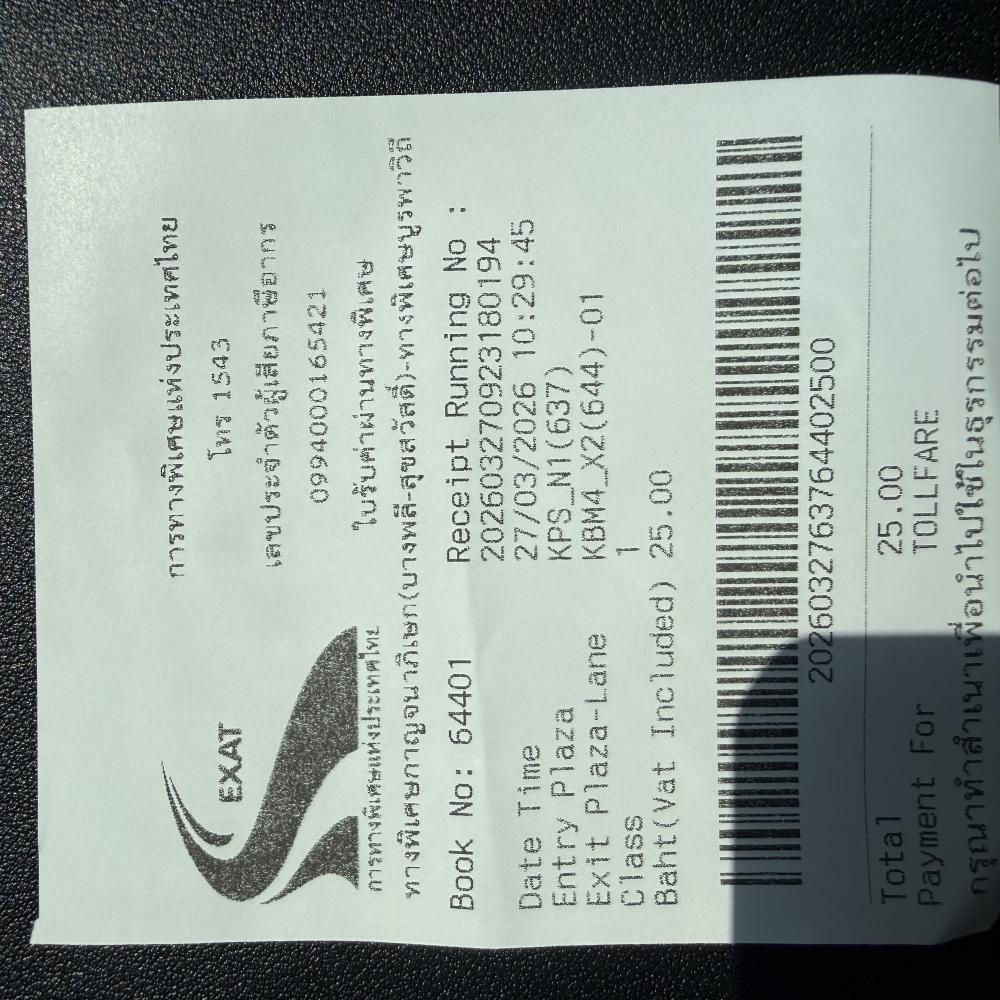 EXAT
การทางพิเศษแห่งประเทศไทย
การทางพิเศษแห่งประเทศไทย
โทร 1543
เลขประจำตัวผู้เสียภาษีอากร
0994000165421
ใบรับค่าผ่านทางพิเศษ
ทางพิเศษกาญจนาภิเษก(บางพลี-สุขสวัสดิ์)-ทางพิเศษบูรพาวิถี
Book No: 64401 Receipt Running No :
202603270923180194
Date Time 27/03/2026 10:29:45
Entry Plaza KPS_N1(637)
Exit Plaza-Lane KBM4_X2(644)-01
Class 1
Baht(Vat Included) 25.00
2026032763764402500
Total 25.00
Payment For TOLLFARE
กรุณาทำสำเนาเพื่อนำไปใช้ในธุรกรรมต่อไป